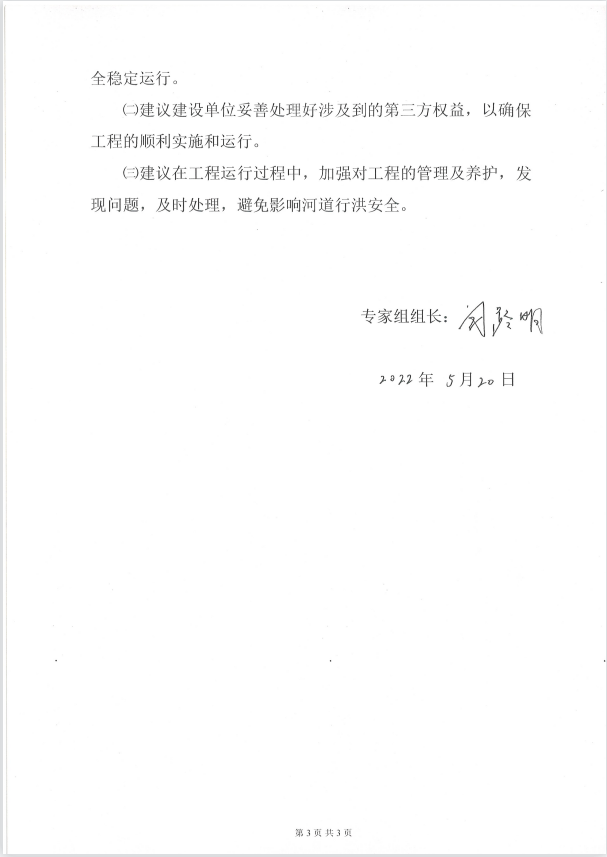 全稳定运行。
㈡建议建设单位妥善处理好涉及到的第三方权益，以确保
工程的顺利实施和运行。
㈢建议在工程运行过程中，加强对工程的管理及养护，发
现问题，及时处理，避免影响河道行洪安全。
专家组组长：
2022年 5月20日
第 3 页 共 3 页